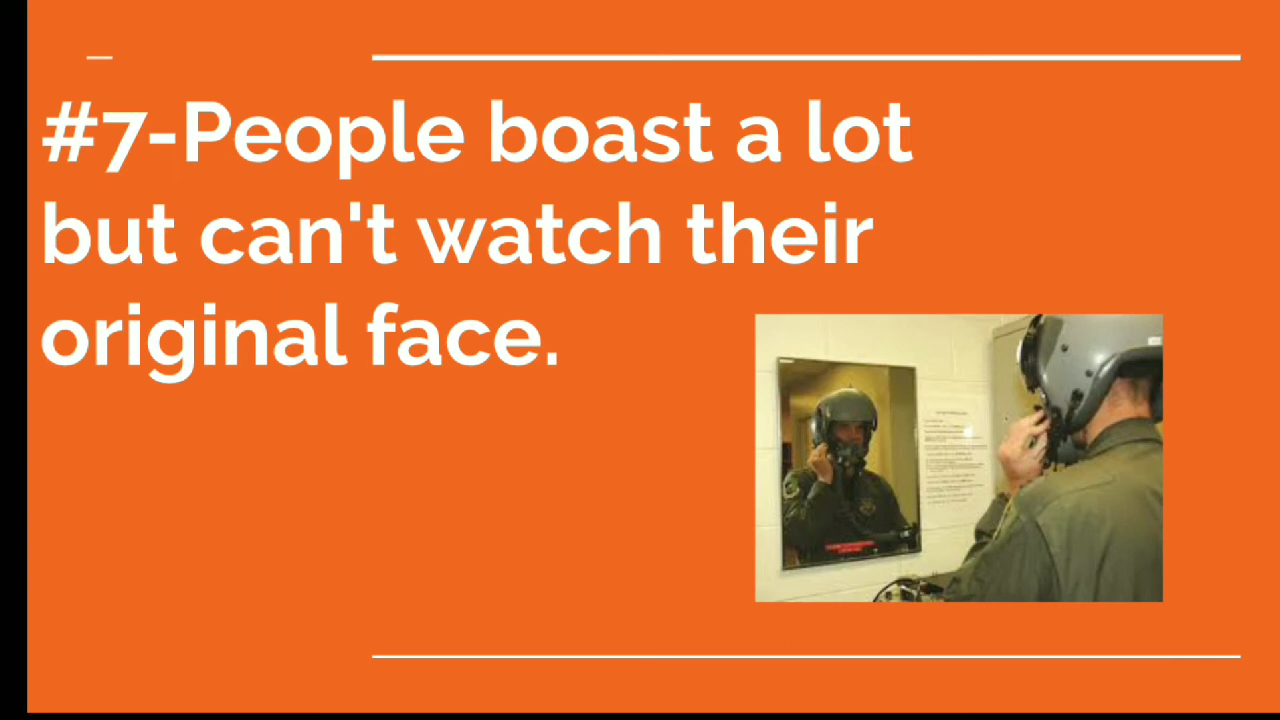 #7-People boast a lot
but can't watch their
original face.